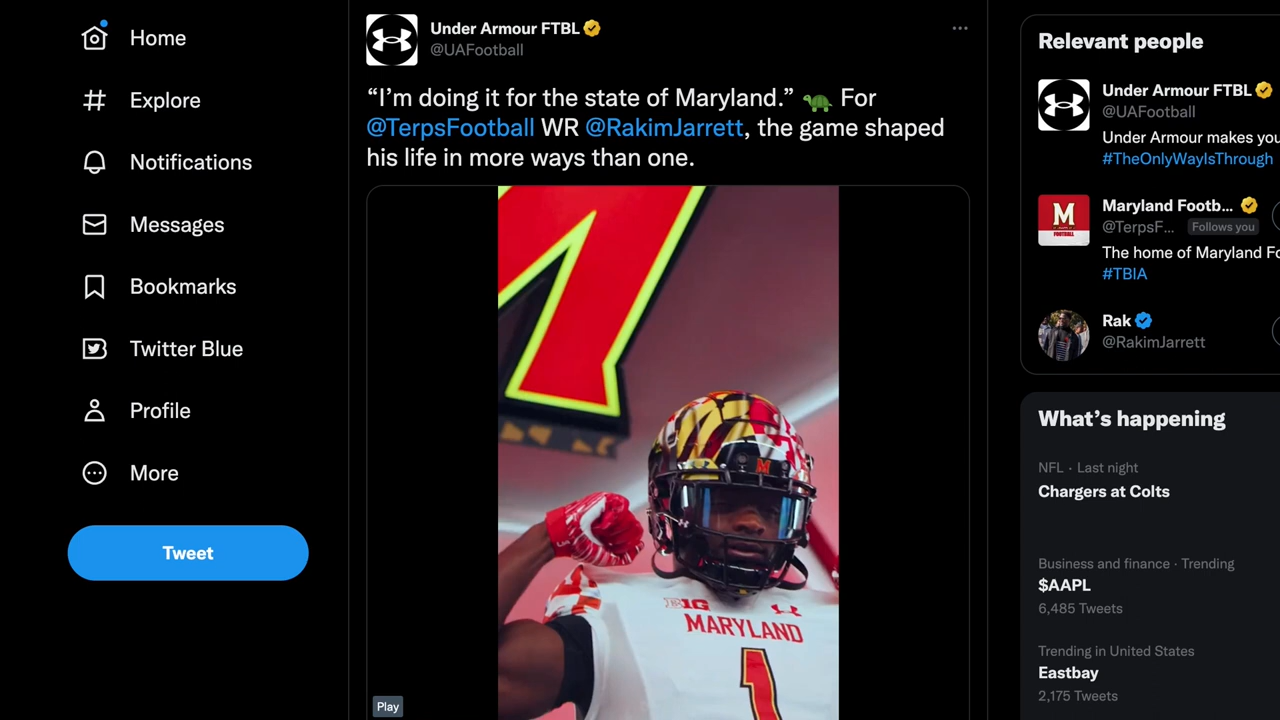 Home
Explore
Notifications
Messages
Bookmarks
Twitter Blue
Profile
More
Tweet
Under Armour FTBL
@UAFootball
“I’m doing it for the state of Maryland.” 🐢 For
@TerpsFootball WR @RakimJarrett, the game shaped
his life in more ways than one.
M
B1G
MARYLAND
1
Play
Relevant people
Under Armour FTBL
@UAFootball
Under Armour makes you
#TheOnlyWayIsThrough
M
FOOTBALL
Maryland Footb...
@TerpsF... Follows you
The home of Maryland Fo
#TBIA
Rak
@RakimJarrett
What’s happening
NFL · Last night
Chargers at Colts
Business and finance · Trending
$AAPL
6,485 Tweets
Trending in United States
Eastbay
2,175 Tweets